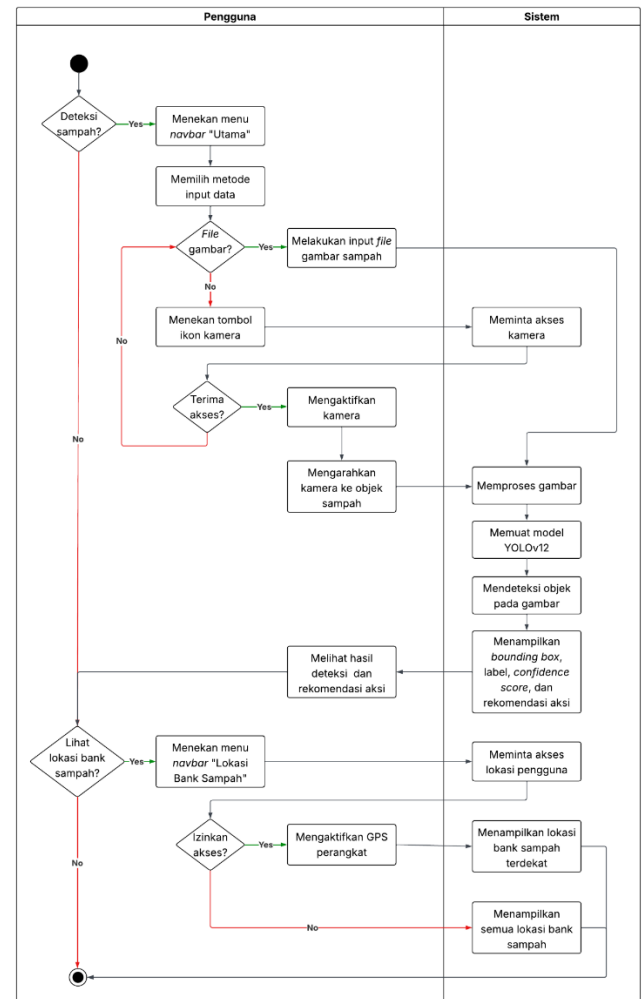 Pengguna
Sistem
Deteksi
sampah?
Yes
Menekan menu
navbar "Utama"
Memilih metode
input data
File
gambar?
Yes
Melakukan input file
gambar sampah
No
Menekan tombol
ikon kamera
Meminta akses
kamera
No
Terima
akses?
Yes
Mengaktifkan
kamera
No
Mengarahkan
kamera ke objek
sampah
Memproses gambar
Memuat model
YOLOv12
Mendeteksi objek
pada gambar
Menampilkan
bounding box,
label, confidence
score, dan
rekomendasi aksi
Melihat hasil
deteksi dan
rekomendasi aksi
Lihat
lokasi bank
sampah?
Yes
Menekan menu
navbar "Lokasi
Bank Sampah"
Meminta akses
lokasi pengguna
Izinkan
akses?
Yes
Mengaktifkan GPS
perangkat
Menampilkan lokasi
bank sampah
terdekat
No
No
Menampilkan
semua lokasi bank
sampah